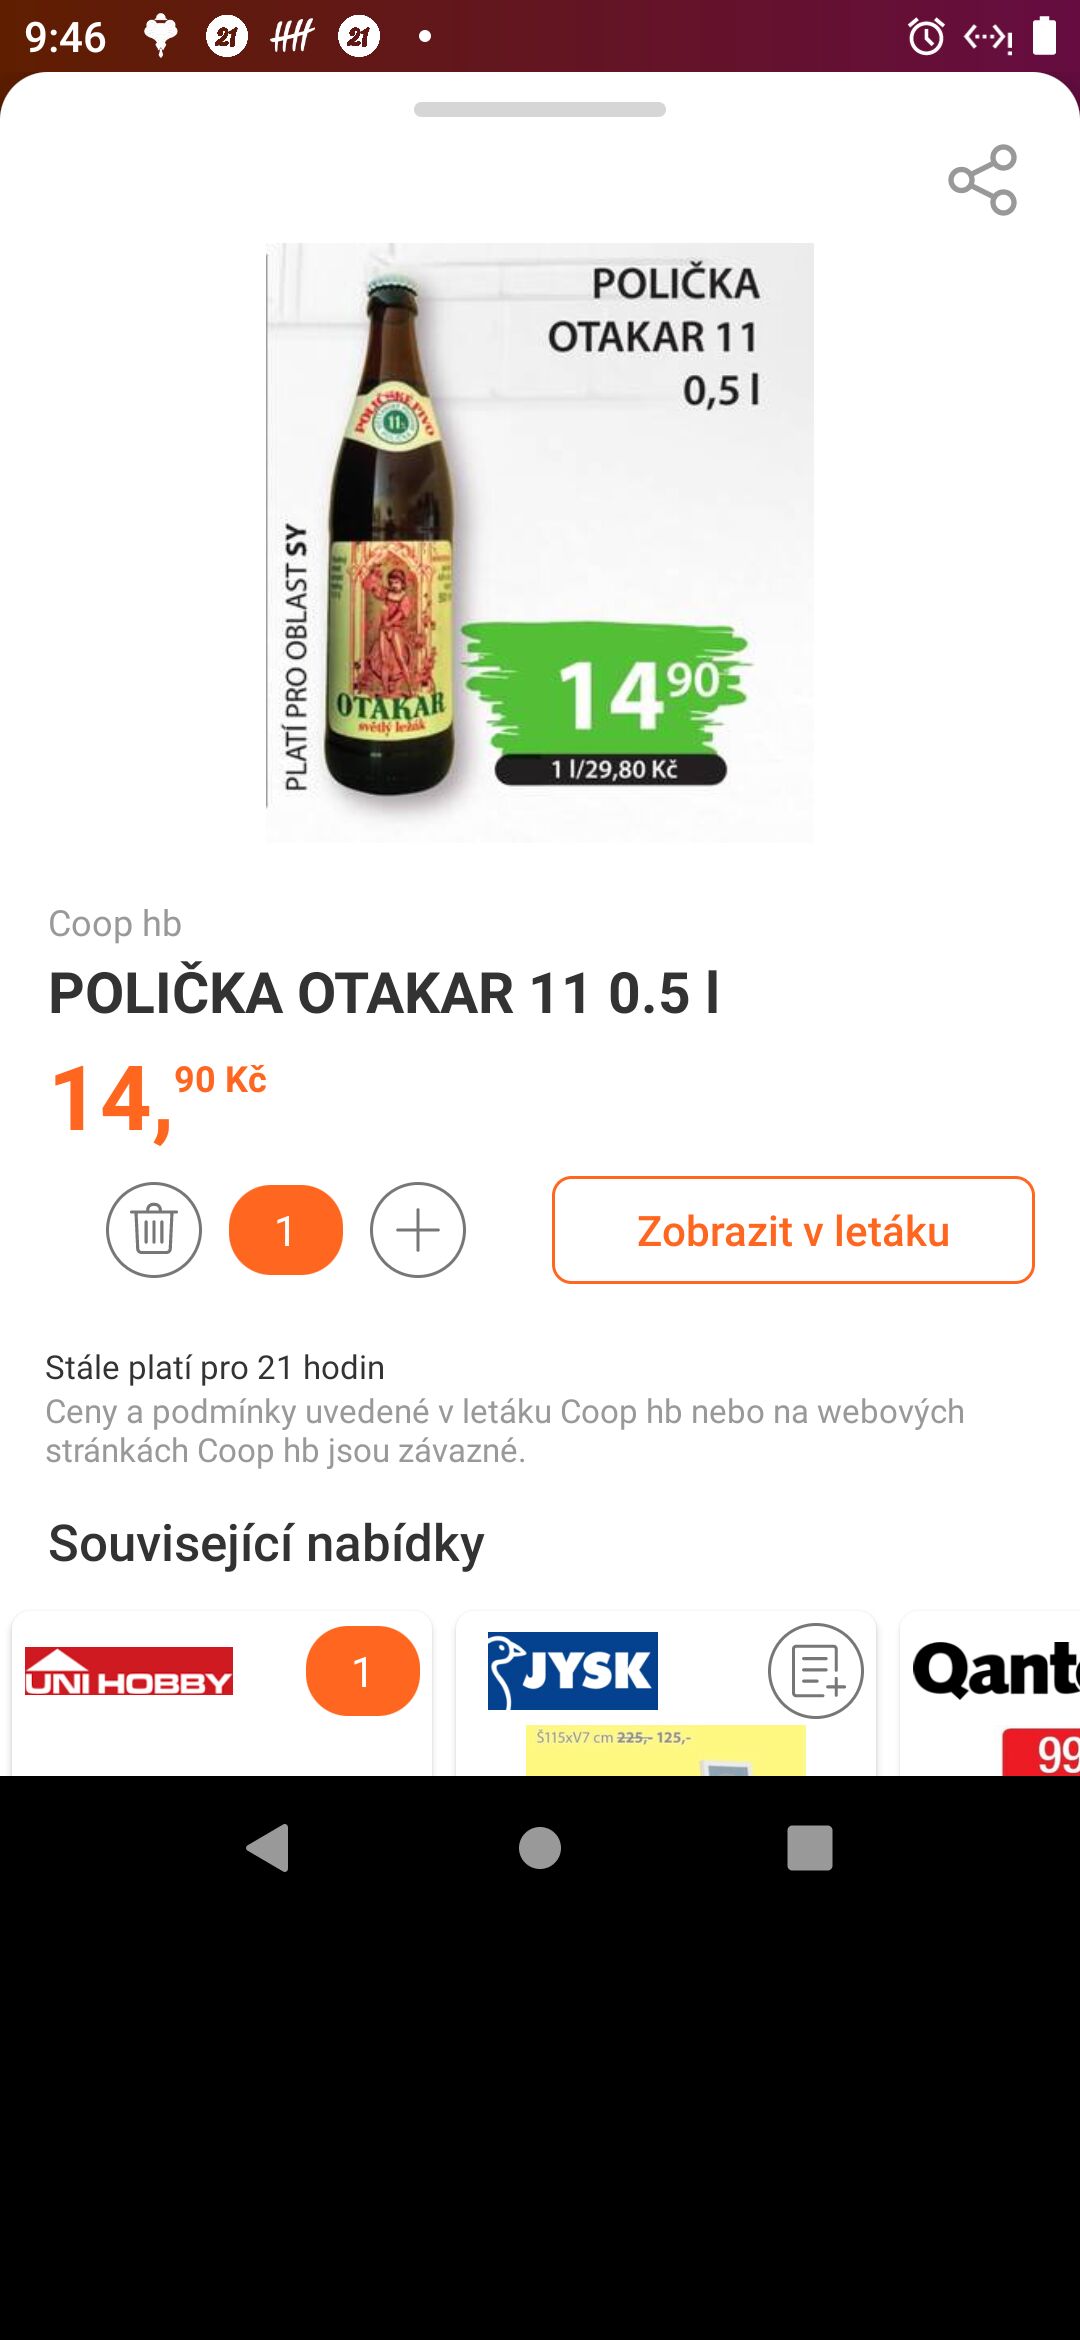 9:46
21
21
POLIČKA
OTAKAR 11
0,5 l
POLIČSKÉ PIVO
11
PLATÍ PRO OBLAST SY
OTAKAR
světlý ležák
14 90
1 l/29,80 Kč
Coop hb
POLIČKA OTAKAR 11 0.5 l
14, 90 Kč
1
Zobrazit v letáku
Stále platí pro 21 hodin
Ceny a podmínky uvedené v letáku Coop hb nebo na webových
stránkách Coop hb jsou závazné.
Související nabídky
UNI HOBBY
1
JYSK
Qanto
Š115xV7 cm 225,- 125,-
99